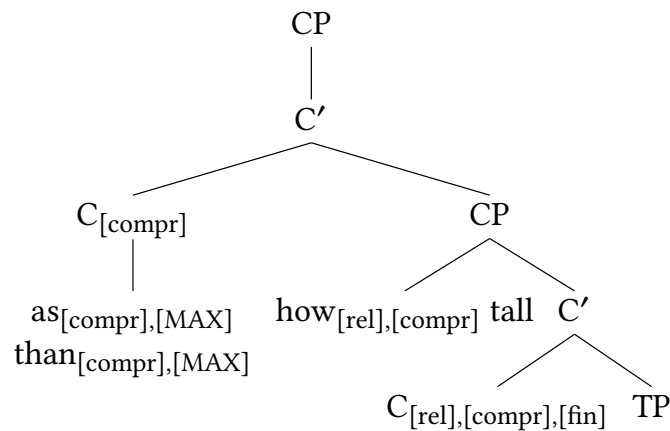 CP
C′
C[compr] CP
as[compr],[MAX] how[rel],[compr] tall C′
than[compr],[MAX]
C[rel],[compr],[fin] TP